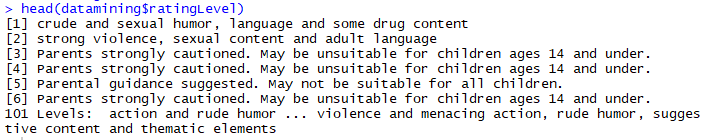 > head(datamining$ratingLevel)
[1] crude and sexual humor, language and some drug content
[2] strong violence, sexual content and adult language
[3] Parents strongly cautioned. May be unsuitable for children ages 14 and under.
[4] Parents strongly cautioned. May be unsuitable for children ages 14 and under.
[5] Parental guidance suggested. May not be suitable for all children.
[6] Parents strongly cautioned. May be unsuitable for children ages 14 and under.
101 Levels:  action and rude humor ... violence and menacing action, rude humor, sugges
tive content and thematic elements